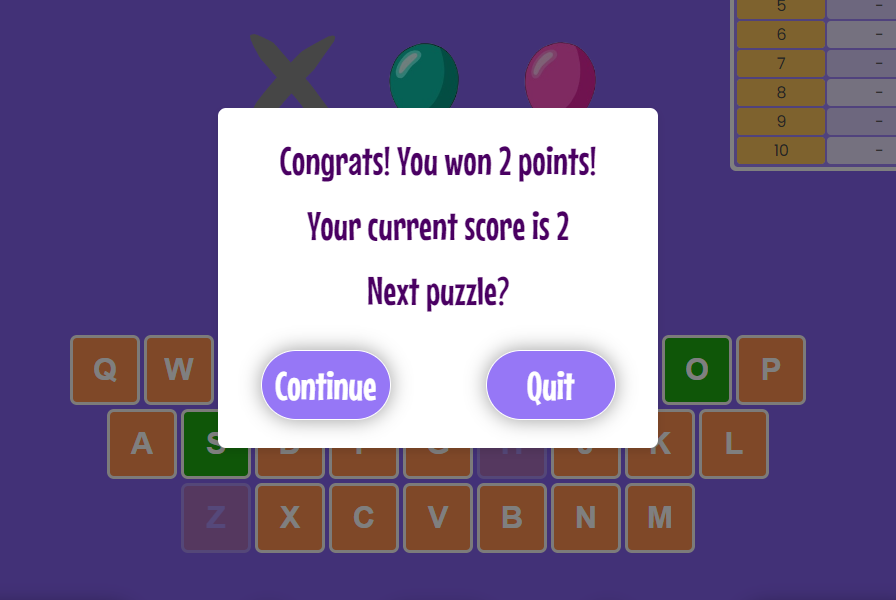 5 -
6 -
7 -
8 -
9 -
10 -
Congrats! You won 2 points!
Your current score is 2
Next puzzle?
Continue Quit
Q W O P
A S D F G H J K L
Z X C V B N M